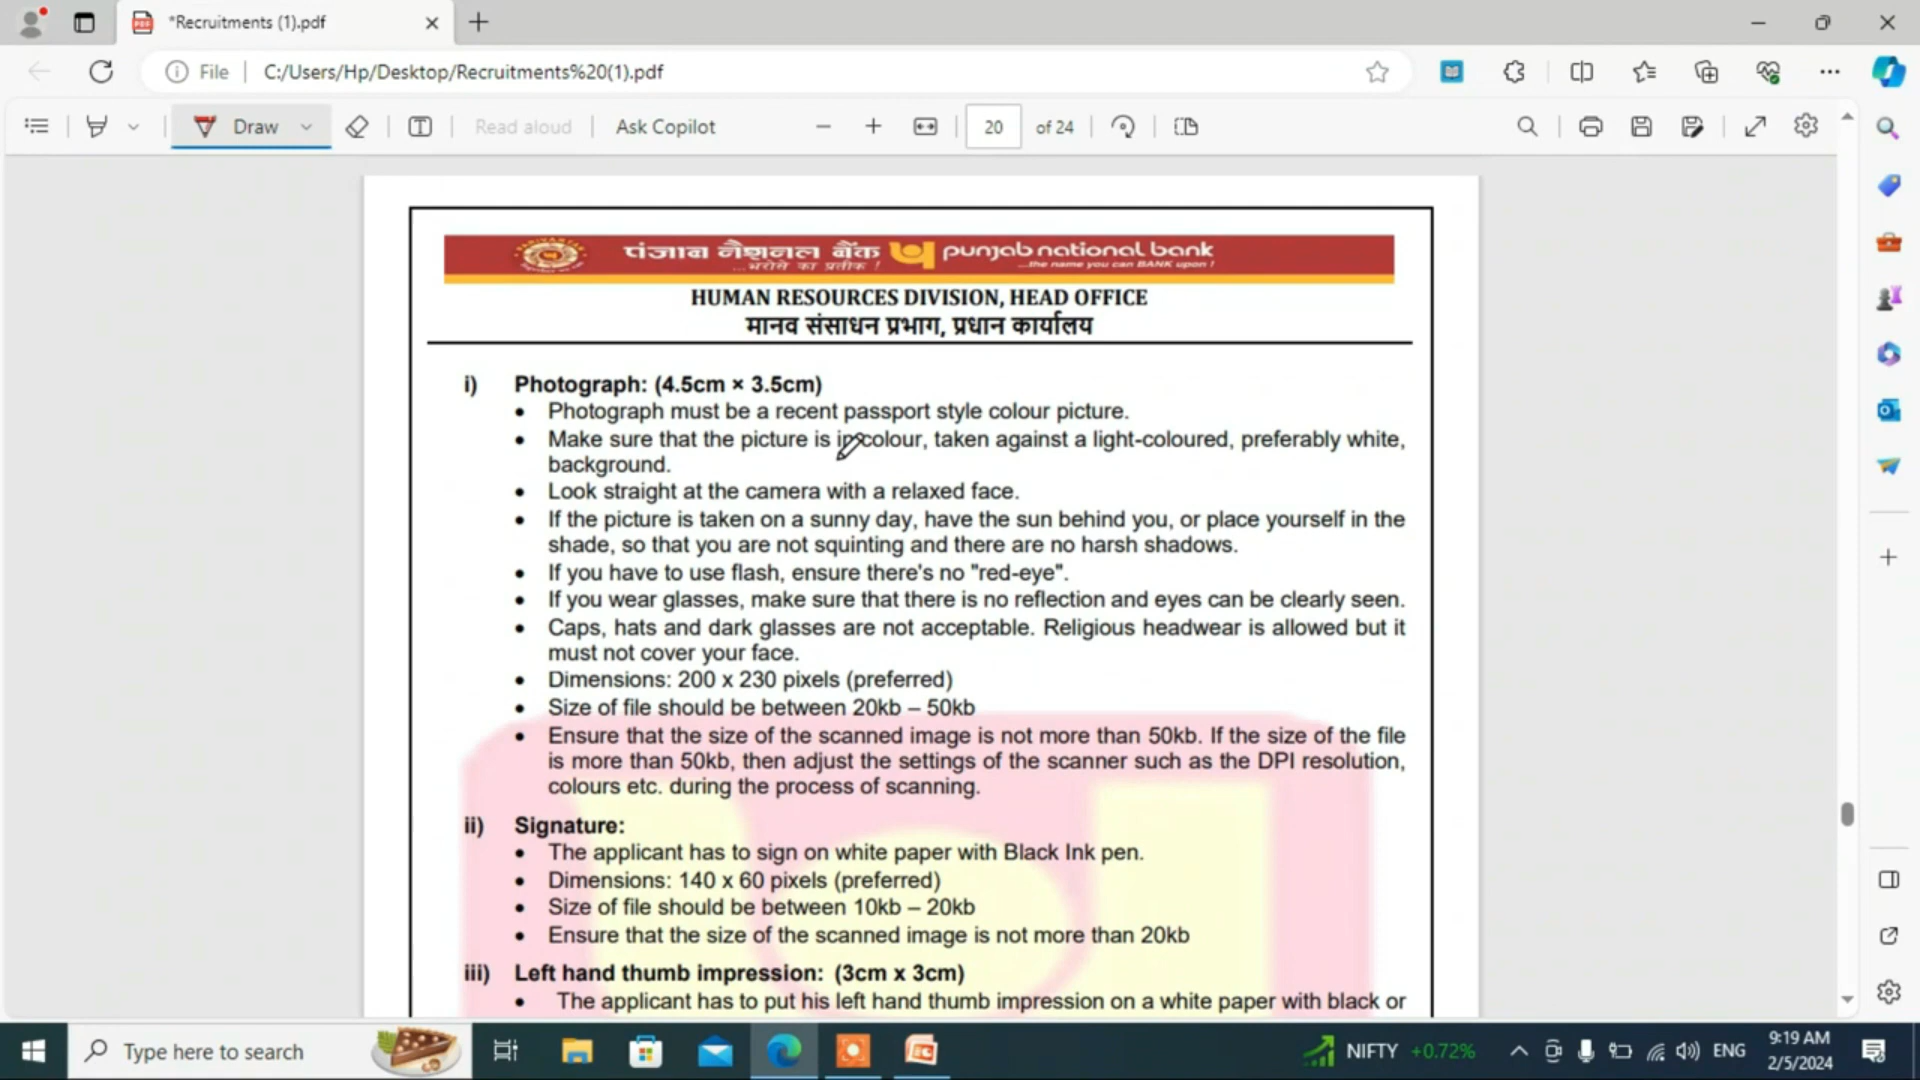 *Recruitments (1).pdf
File
C:/Users/Hp/Desktop/Recruitments%20(1).pdf
Draw
Read aloud
Ask Copilot
20
of 24
पंजाब नैशनल बैंक
punjab national bank
...भरोसे का प्रतीक !
...the name you can BANK upon !
HUMAN RESOURCES DIVISION, HEAD OFFICE
मानव संसाधन प्रभाग, प्रधान कार्यालय
i) Photograph: (4.5cm × 3.5cm)
• Photograph must be a recent passport style colour picture.
• Make sure that the picture is in colour, taken against a light-coloured, preferably white,
background.
• Look straight at the camera with a relaxed face.
• If the picture is taken on a sunny day, have the sun behind you, or place yourself in the
shade, so that you are not squinting and there are no harsh shadows.
• If you have to use flash, ensure there's no "red-eye".
• If you wear glasses, make sure that there is no reflection and eyes can be clearly seen.
• Caps, hats and dark glasses are not acceptable. Religious headwear is allowed but it
must not cover your face.
• Dimensions: 200 x 230 pixels (preferred)
• Size of file should be between 20kb – 50kb
• Ensure that the size of the scanned image is not more than 50kb. If the size of the file
is more than 50kb, then adjust the settings of the scanner such as the DPI resolution,
colours etc. during the process of scanning.
ii) Signature:
• The applicant has to sign on white paper with Black Ink pen.
• Dimensions: 140 x 60 pixels (preferred)
• Size of file should be between 10kb – 20kb
• Ensure that the size of the scanned image is not more than 20kb
iii) Left hand thumb impression: (3cm x 3cm)
• The applicant has to put his left hand thumb impression on a white paper with black or
Type here to search
NIFTY +0.72%
ENG
9:19 AM
2/5/2024